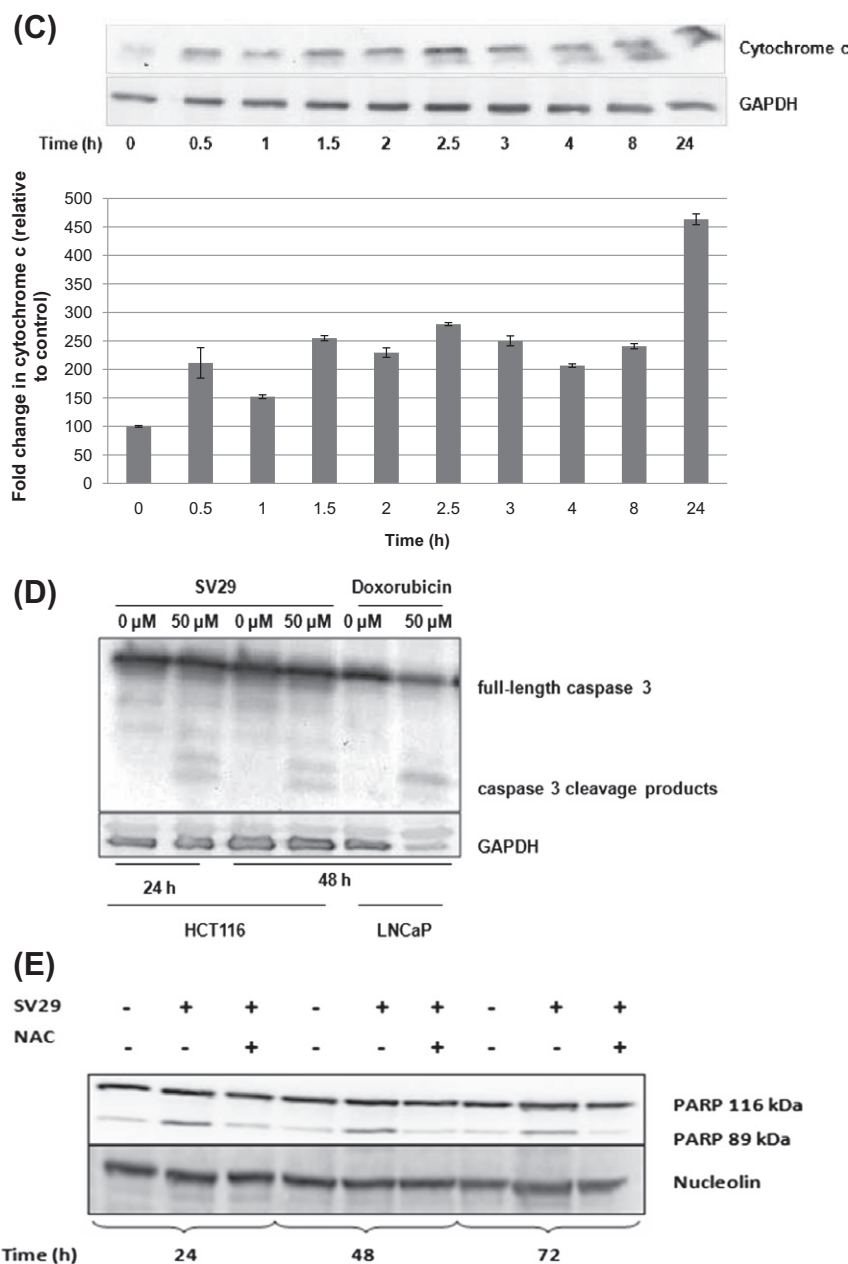 (C)
Cytochrome c
GAPDH
Time (h) 0 0.5 1 1.5 2 2.5 3 4 8 24
Fold change in cytochrome c (relative
to control)
500
450
400
350
300
250
200
150
100
50
0
0 0.5 1 1.5 2 2.5 3 4 8 24
Time (h)
(D)
SV29 Doxorubicin
0 µM 50 µM 0 µM 50 µM 0 µM 50 µM
full-length caspase 3
caspase 3 cleavage products
GAPDH
24 h 48 h
HCT116 LNCaP
(E)
SV29 - + + - + + - + +
NAC - - + - - + - - +
PARP 116 kDa
PARP 89 kDa
Nucleolin
Time (h) 24 48 72